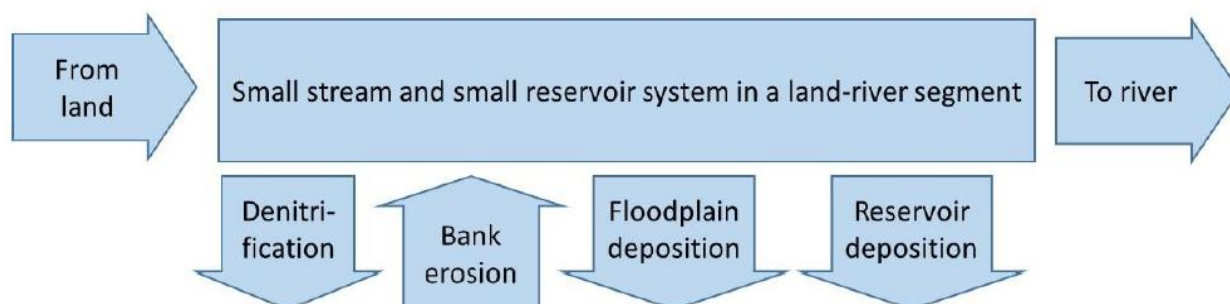 From
land
Small stream and small reservoir system in a land-river segment
To river
Denitri-
fication
Bank
erosion
Floodplain
deposition
Reservoir
deposition